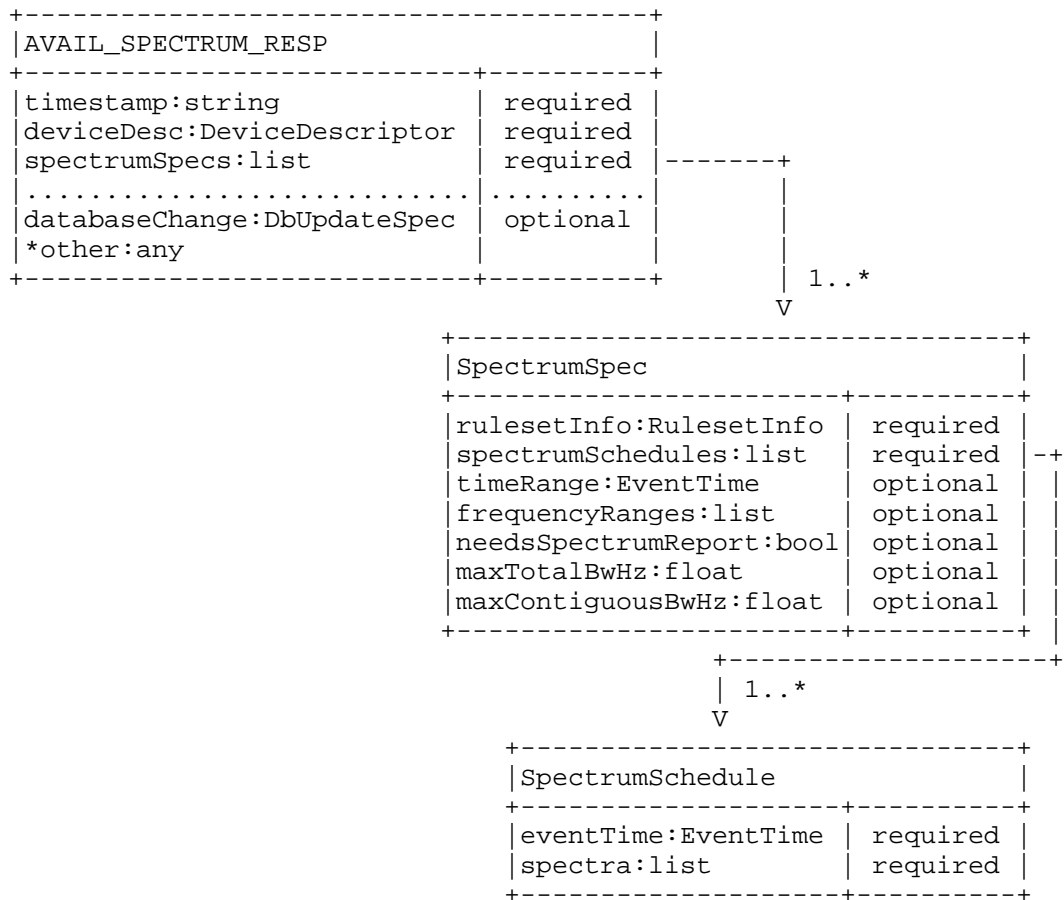 +---------------------------------------+
|AVAIL_SPECTRUM_RESP                    |
+----------------------------+----------+
|timestamp:string            | required |
|deviceDesc:DeviceDescriptor | required |
|spectrumSpecs:list          | required |-------+
|............................|..........|       |
|databaseChange:DbUpdateSpec | optional |       |
|*other:any                  |          |       |
+----------------------------+----------+       | 1..*
                                                V
                           +-----------------------------------+
                           |SpectrumSpec                       |
                           +------------------------+----------+
                           |rulesetInfo:RulesetInfo | required |
                           |spectrumSchedules:list  | required |-+
                           |timeRange:EventTime     | optional | |
                           |frequencyRanges:list    | optional | |
                           |needsSpectrumReport:bool| optional | |
                           |maxTotalBwHz:float      | optional | |
                           |maxContiguousBwHz:float | optional | |
                           +------------------------+----------+ |
                                            +--------------------+
                                            | 1..*
                                            V
                               +-------------------------------+
                               |SpectrumSchedule               |
                               +--------------------+----------+
                               |eventTime:EventTime | required |
                               |spectra:list        | required |
                               +--------------------+----------+